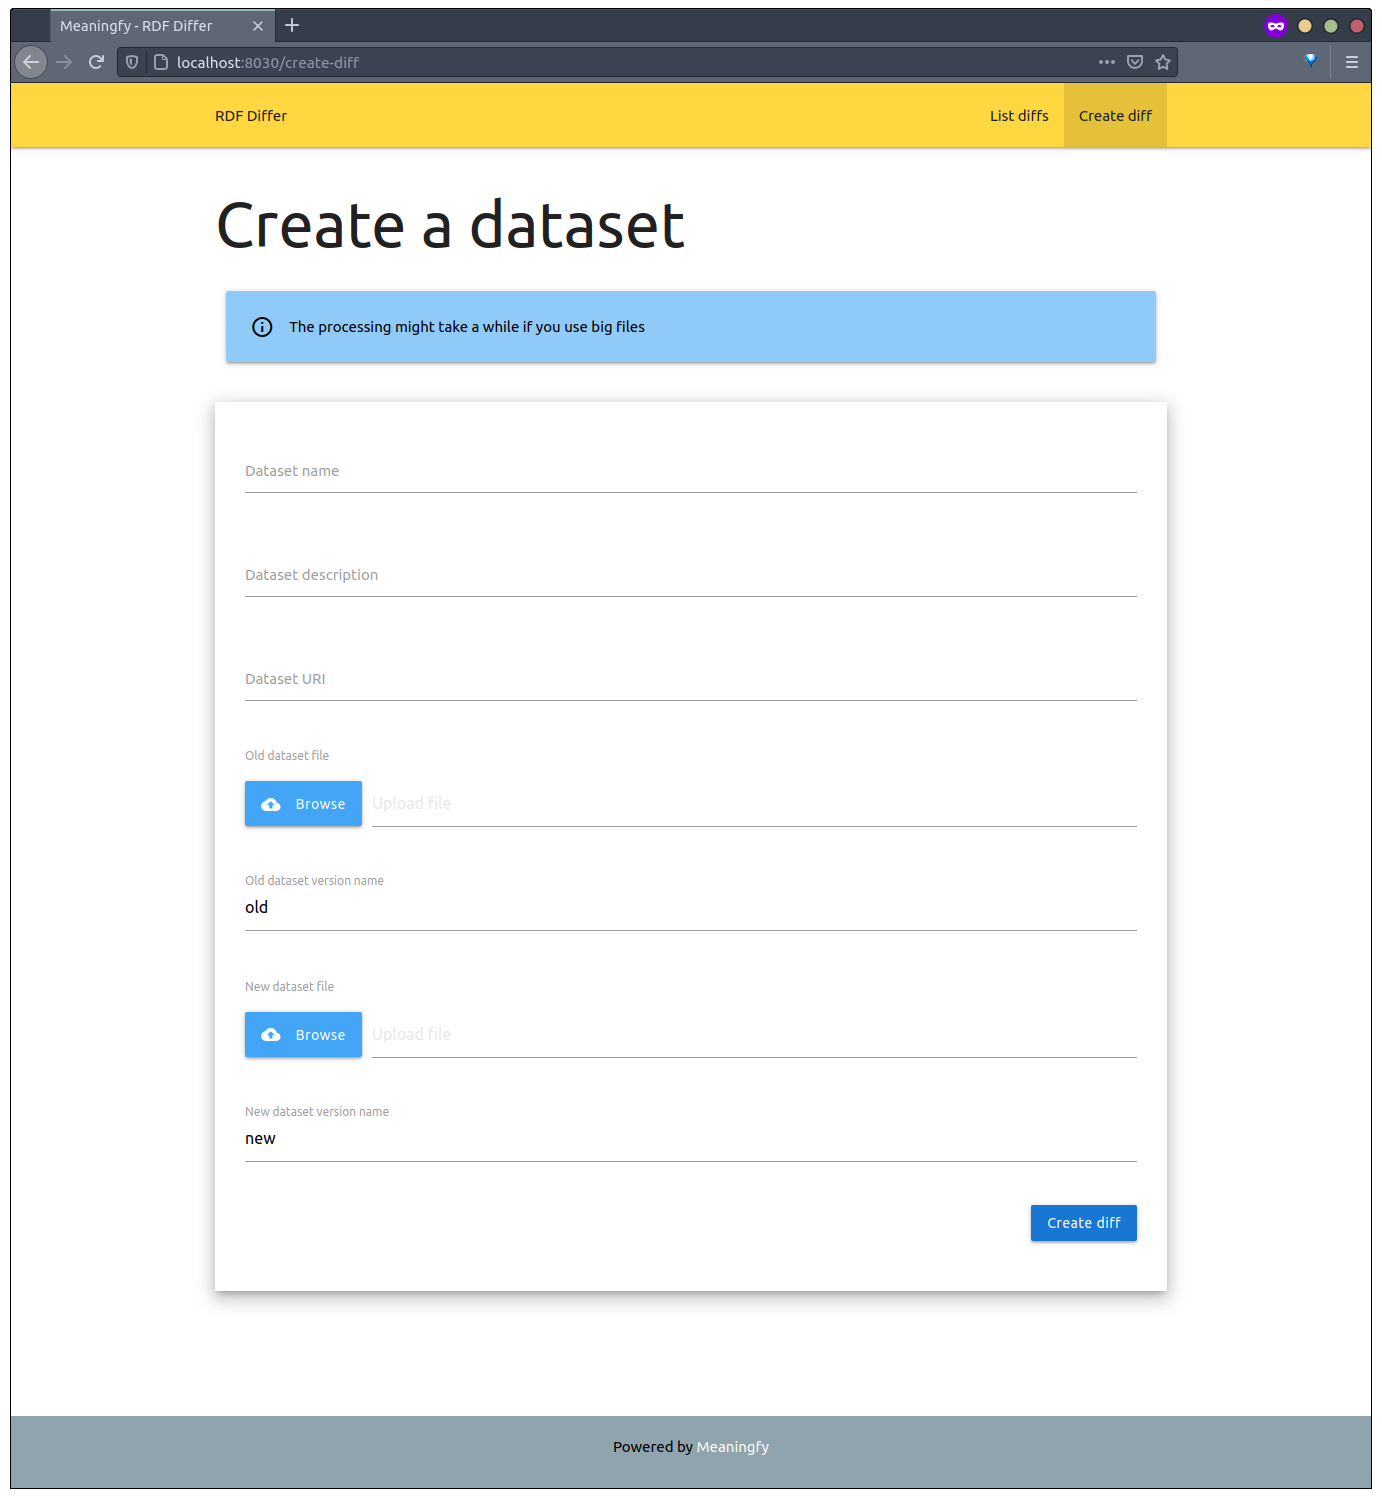 Meaningfy - RDF Differ
localhost:8030/create-diff
RDF Differ
List diffs
Create diff
Create a dataset
The processing might take a while if you use big files
Dataset name
Dataset description
Dataset URI
Old dataset file
Browse
Upload file
Old dataset version name
old
New dataset file
Browse
Upload file
New dataset version name
new
Create diff
Powered by Meaningfy